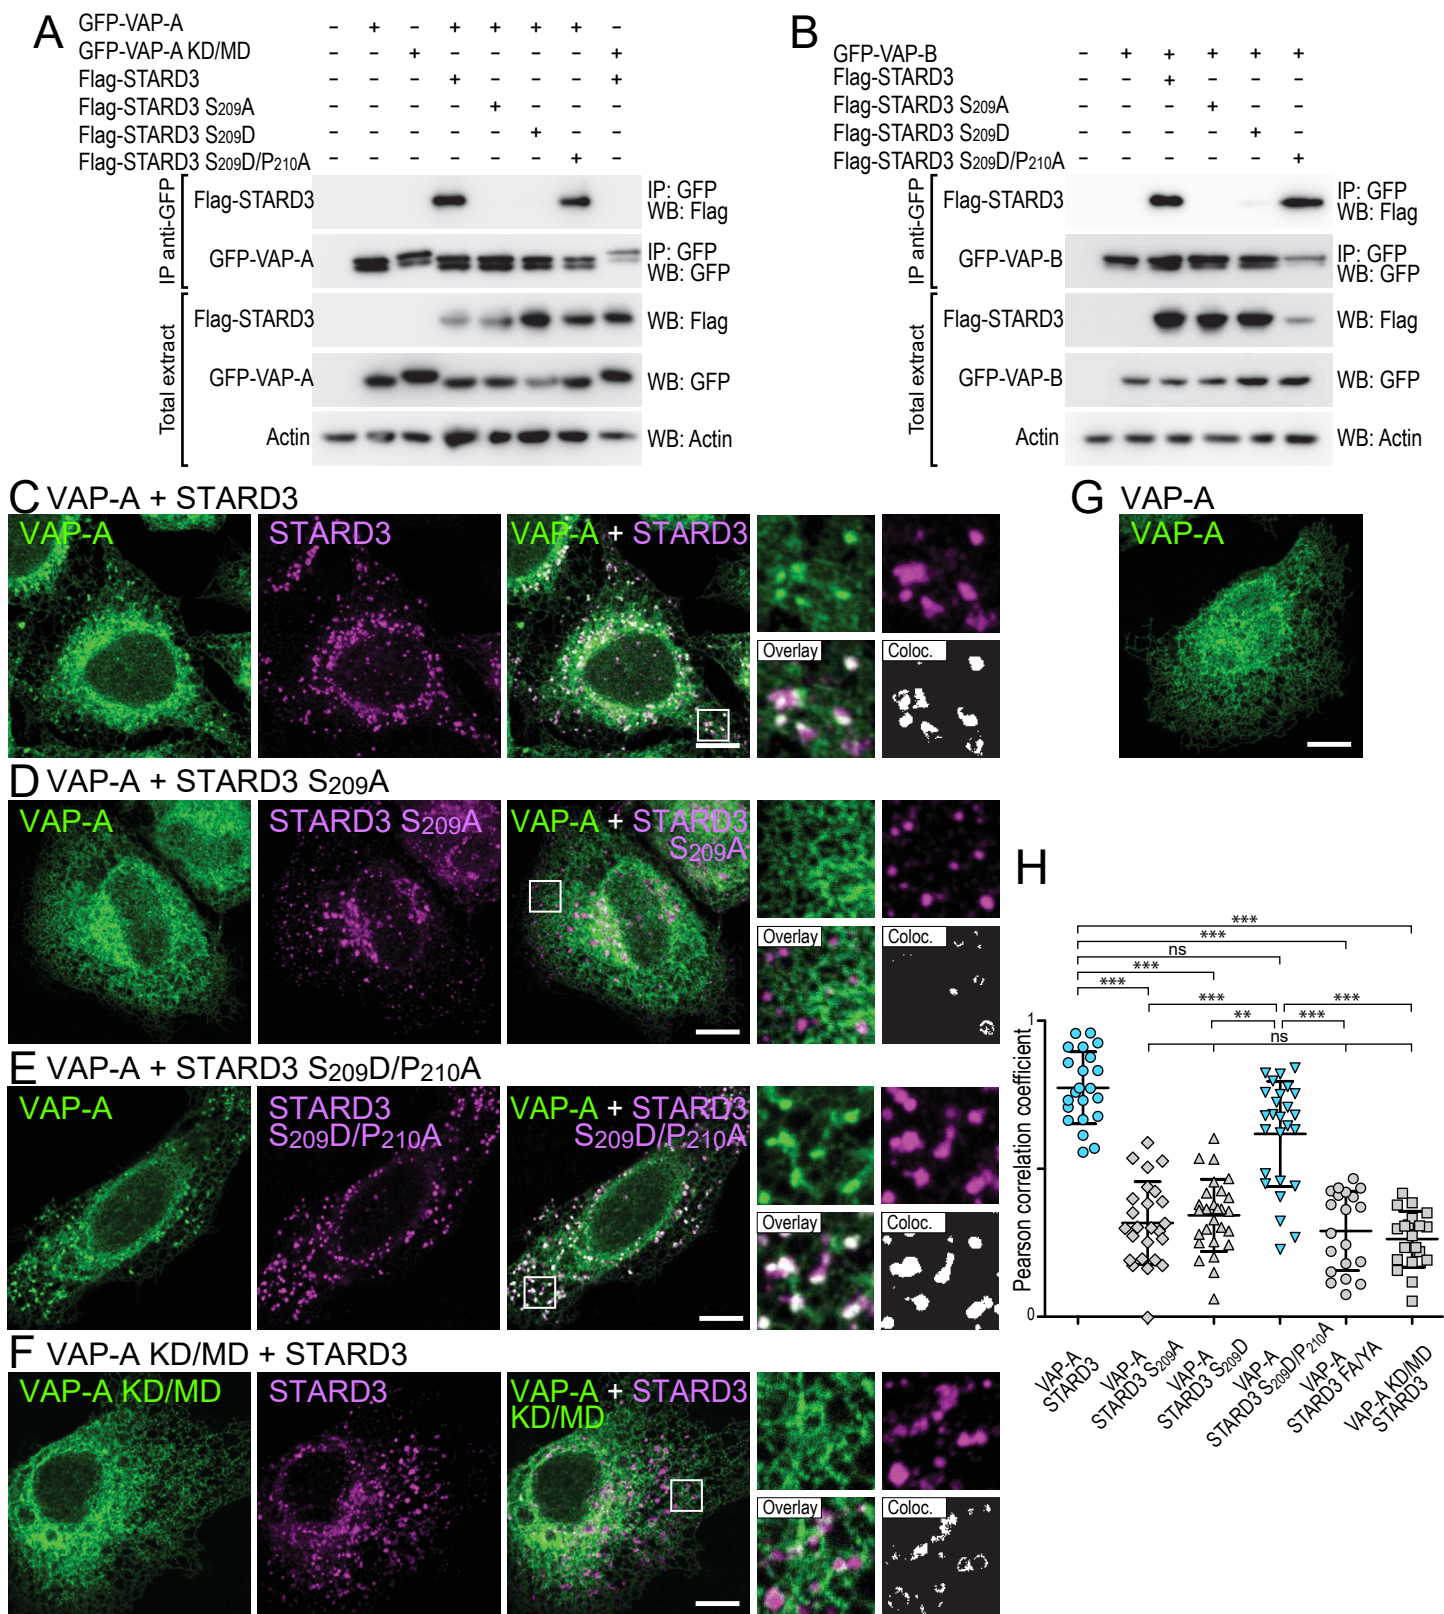 A
GFP-VAP-A - + - + + + + -
GFP-VAP-A KD/MD - - + - - - - +
Flag-STARD3 - - - + - - - +
Flag-STARD3 S209A - - - - + - - -
Flag-STARD3 S209D - - - - - + - -
Flag-STARD3 S209D/P210A - - - - - - + -
IP anti-GFP
Flag-STARD3
IP: GFP
WB: Flag
GFP-VAP-A
IP: GFP
WB: GFP
Total extract
Flag-STARD3
WB: Flag
GFP-VAP-A
WB: GFP
Actin
WB: Actin
B
GFP-VAP-B - + + + + +
Flag-STARD3 - - + - - -
Flag-STARD3 S209A - - - + - -
Flag-STARD3 S209D - - - - + -
Flag-STARD3 S209D/P210A - - - - - +
IP anti-GFP
Flag-STARD3
IP: GFP
WB: Flag
GFP-VAP-B
IP: GFP
WB: GFP
Total extract
Flag-STARD3
WB: Flag
GFP-VAP-B
WB: GFP
Actin
WB: Actin
C VAP-A + STARD3
VAP-A
STARD3
VAP-A + STARD3
Overlay
Coloc.
D VAP-A + STARD3 S209A
VAP-A
STARD3 S209A
VAP-A + STARD3
S209A
Overlay
Coloc.
E VAP-A + STARD3 S209D/P210A
VAP-A
STARD3
S209D/P210A
VAP-A + STARD3
S209D/P210A
Overlay
Coloc.
F VAP-A KD/MD + STARD3
VAP-A KD/MD
STARD3
VAP-A + STARD3
KD/MD
Overlay
Coloc.
G VAP-A
VAP-A
H
***
***
ns
***
***
***
***
**
***
ns
Pearson correlation coefficient
1
0
VAP-A
STARD3
VAP-A
STARD3 S209A
VAP-A
STARD3 S209D
VAP-A
STARD3 S209D/P210A
VAP-A
STARD3 FA/YA
VAP-A KD/MD
STARD3